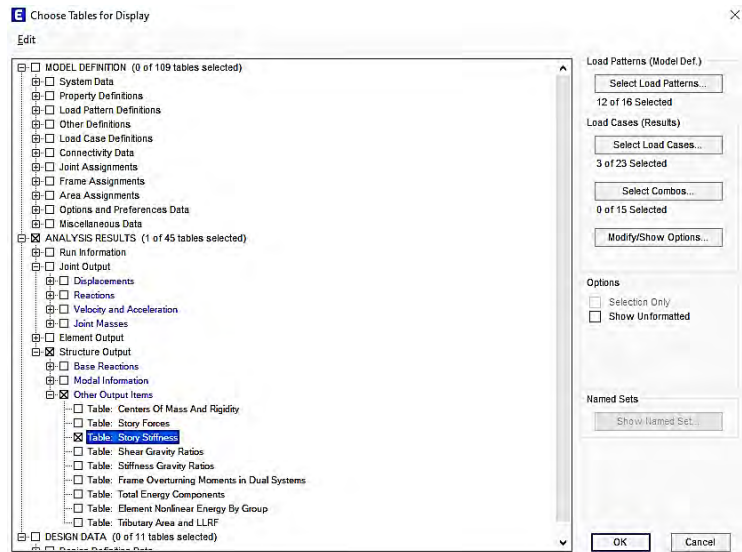 E Choose Tables for Display
Edit
MODEL DEFINITION (0 of 109 tables selected)
System Data
Property Definitions
Load Pattern Definitions
Other Definitions
Load Case Definitions
Connectivity Data
Joint Assignments
Frame Assignments
Area Assignments
Options and Preferences Data
Miscellaneous Data
ANALYSIS RESULTS (1 of 45 tables selected)
Run Information
Joint Output
Displacements
Reactions
Velocity and Acceleration
Joint Masses
Element Output
Structure Output
Base Reactions
Modal Information
Other Output Items
Table: Centers Of Mass And Rigidity
Table: Story Forces
Table: Story Stiffness
Table: Shear Gravity Ratios
Table: Stiffness Gravity Ratios
Table: Frame Overturning Moments in Dual Systems
Table: Total Energy Components
Table: Element Nonlinear Energy By Group
Table: Tributary Area and LLRF
DESIGN DATA (0 of 11 tables selected)
Design Definition Data
Load Patterns (Model Def.)
Select Load Patterns...
12 of 16 Selected
Load Cases (Results)
Select Load Cases...
3 of 23 Selected
Select Combos...
0 of 15 Selected
Modify/Show Options...
Options
Selection Only
Show Unformatted
Named Sets
Show Named Set...
OK
Cancel